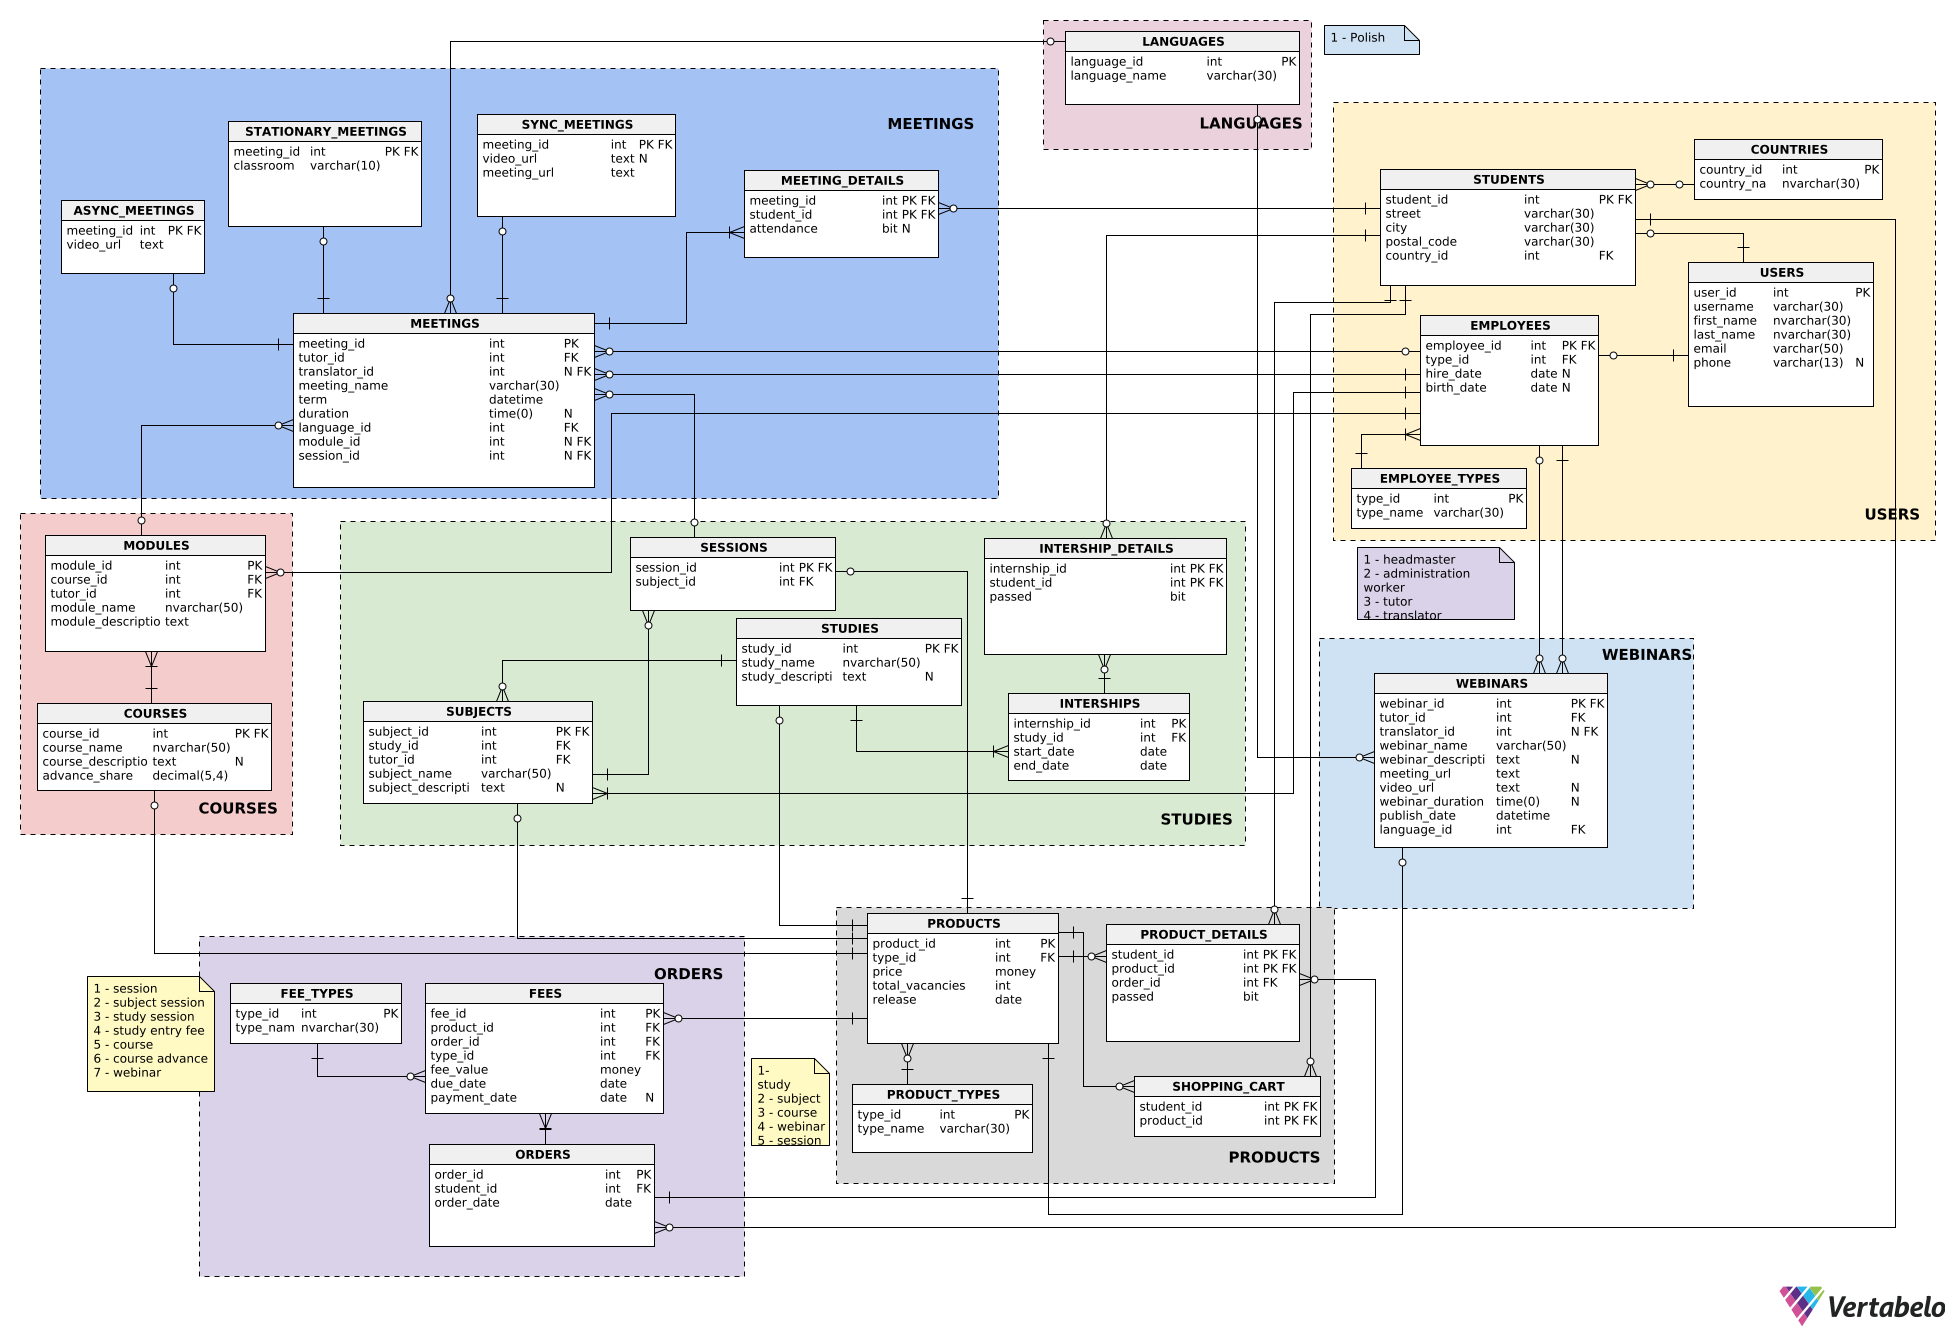 LANGUAGES
language_id int PK
language_name varchar(30)
LANGUAGES
1 - Polish
MEETINGS
STATIONARY_MEETINGS
meeting_id int PK FK
classroom varchar(10)
SYNC_MEETINGS
meeting_id int PK FK
video_url text N
meeting_url text
MEETING_DETAILS
meeting_id int PK FK
student_id int PK FK
attendance bit N
ASYNC_MEETINGS
meeting_id int PK FK
video_url text
MEETINGS
meeting_id int PK
tutor_id int FK
translator_id int N FK
meeting_name varchar(30)
term datetime
duration time(0) N
language_id int FK
module_id int N FK
session_id int N FK
COUNTRIES
country_id int PK
country_na nvarchar(30)
STUDENTS
student_id int PK FK
street varchar(30)
city varchar(30)
postal_code varchar(30)
country_id int FK
USERS
user_id int PK
username varchar(30)
first_name nvarchar(30)
last_name nvarchar(30)
email varchar(50)
phone varchar(13) N
EMPLOYEES
employee_id int PK FK
type_id int FK
hire_date date N
birth_date date N
EMPLOYEE_TYPES
type_id int PK
type_name varchar(30)
USERS
1 - headmaster
2 - administration
worker
3 - tutor
4 - translator
MODULES
module_id int PK
course_id int FK
tutor_id int FK
module_name nvarchar(50)
module_descriptio text
COURSES
course_id int PK FK
course_name nvarchar(50)
course_descriptio text N
advance_share decimal(5,4)
COURSES
SESSIONS
session_id int PK FK
subject_id int FK
INTERSHIP_DETAILS
internship_id int PK FK
student_id int PK FK
passed bit
STUDIES
study_id int PK FK
study_name nvarchar(50)
study_descripti text N
SUBJECTS
subject_id int PK FK
study_id int FK
tutor_id int FK
subject_name varchar(50)
subject_descripti text N
INTERSHIPS
internship_id int PK
study_id int FK
start_date date
end_date date
STUDIES
WEBINARS
WEBINARS
webinar_id int PK FK
tutor_id int FK
translator_id int N FK
webinar_name varchar(50)
webinar_descripti text N
meeting_url text
video_url text N
webinar_duration time(0) N
publish_date datetime
language_id int FK
PRODUCTS
product_id int PK
type_id int FK
price money
total_vacancies int
release date
PRODUCT_DETAILS
student_id int PK FK
product_id int PK FK
order_id int FK
passed bit
PRODUCT_TYPES
type_id int PK
type_name varchar(30)
SHOPPING_CART
student_id int PK FK
product_id int PK FK
PRODUCTS
1-
study
2 - subject
3 - course
4 - webinar
5 - session
ORDERS
1 - session
2 - subject session
3 - study session
4 - study entry fee
5 - course
6 - course advance
7 - webinar
FEE_TYPES
type_id int PK
type_nam nvarchar(30)
FEES
fee_id int PK
product_id int FK
order_id int FK
type_id int FK
fee_value money
due_date date
payment_date date N
ORDERS
order_id int PK
student_id int FK
order_date date
Vertabelo